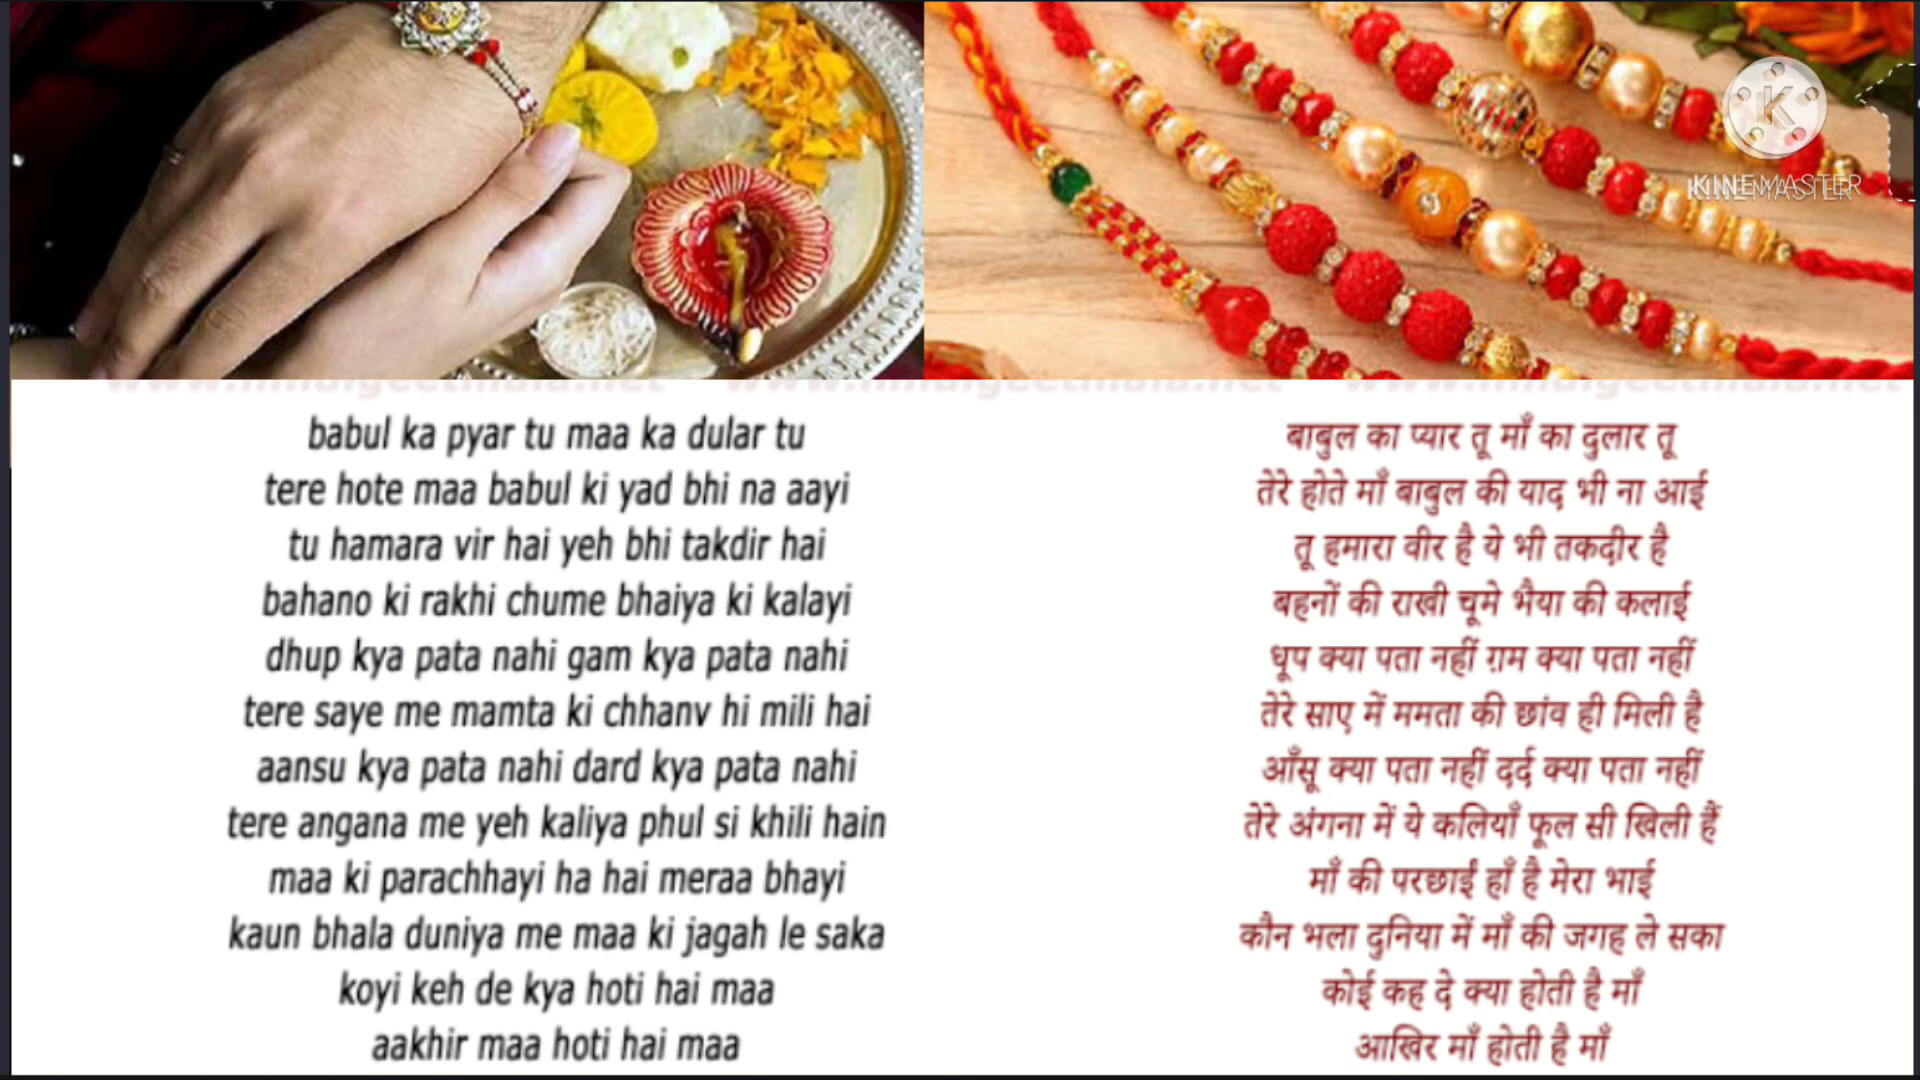 KINEMASTER
babul ka pyar tu maa ka dular tu
tere hote maa babul ki yad bhi na aayi
tu hamara vir hai yeh bhi takdir hai
bahano ki rakhi chume bhaiya ki kalayi
dhup kya pata nahi gam kya pata nahi
tere saye me mamta ki chhanv hi mili hai
aansu kya pata nahi dard kya pata nahi
tere angana me yeh kaliya phul si khili hain
maa ki parachhayi ha hai meraa bhayi
kaun bhala duniya me maa ki jagah le saka
koyi keh de kya hoti hai maa
aakhir maa hoti hai maa
बाबुल का प्यार तू माँ का दुलार तू
तेरे होते माँ बाबुल की याद भी ना आई
तू हमारा वीर है ये भी तकदीर है
बहनों की राखी चूमे भैया की कलाई
धूप क्या पता नहीं ग़म क्या पता नहीं
तेरे साए में ममता की छांव ही मिली है
आँसू क्या पता नहीं दर्द क्या पता नहीं
तेरे अंगना में ये कलियाँ फूल सी खिली हैं
माँ की परछाईं हाँ है मेरा भाई
कौन भला दुनिया में माँ की जगह ले सका
कोई कह दे क्या होती है माँ
आखिर माँ होती है माँ